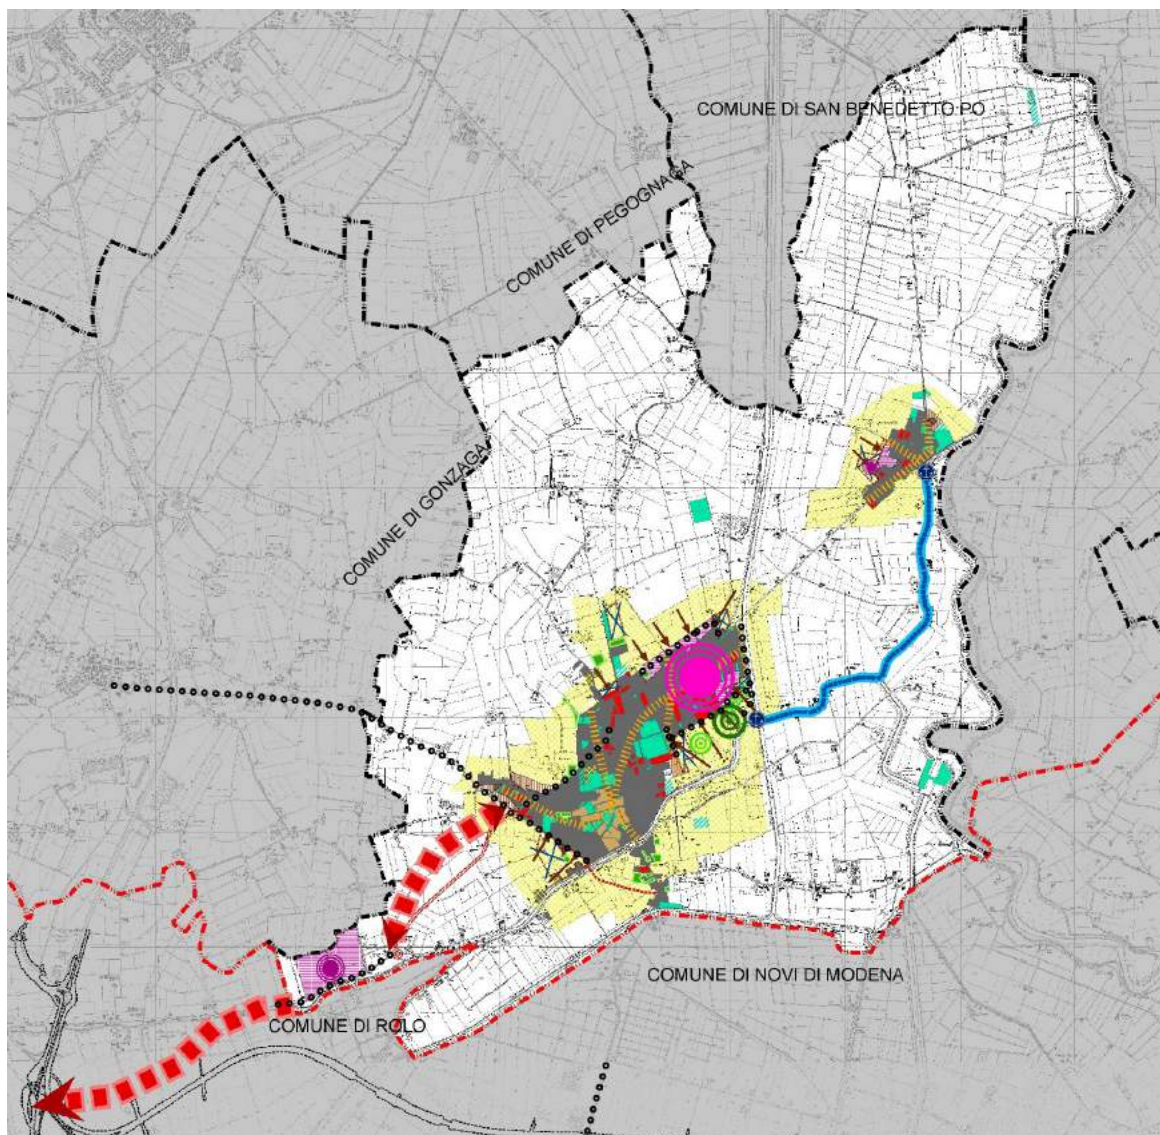 COMUNE DI SAN BENEDETTO PO
COMUNE DI PEGOGNAGA
COMUNE DI GONZAGA
COMUNE DI NOVI DI MODENA
COMUNE DI ROLO